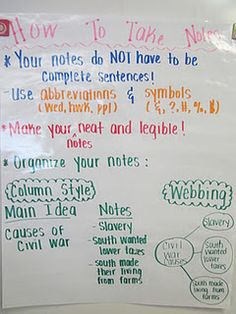 How To Take Notes
* Your notes do NOT have to be
complete sentences!
- Use abbreviations & symbols
(wed, hwk, ppl) (&, ?, #, %, $)
* Make your notes neat and legible!
* Organize your notes:
Column Style
Main Idea Notes
Causes of
Civil War
- Slavery
- south wanted
lower taxes
- south made
their living
from farms
Webbing
Civil
War
Causes
Slavery
South wanted
lower taxes
South made
living from farms